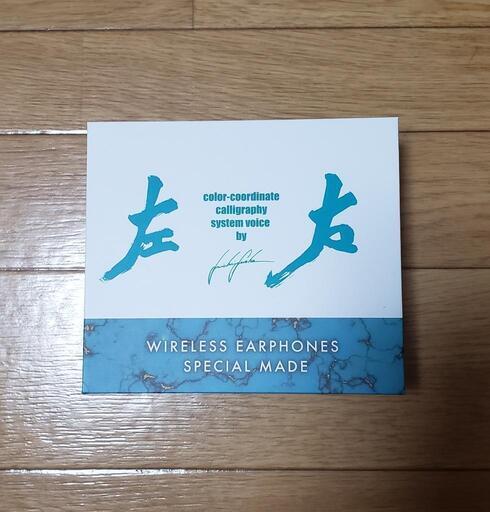 左
color-coordinate
calligraphy
system voice
by
右
WIRELESS EARPHONES
SPECIAL MADE